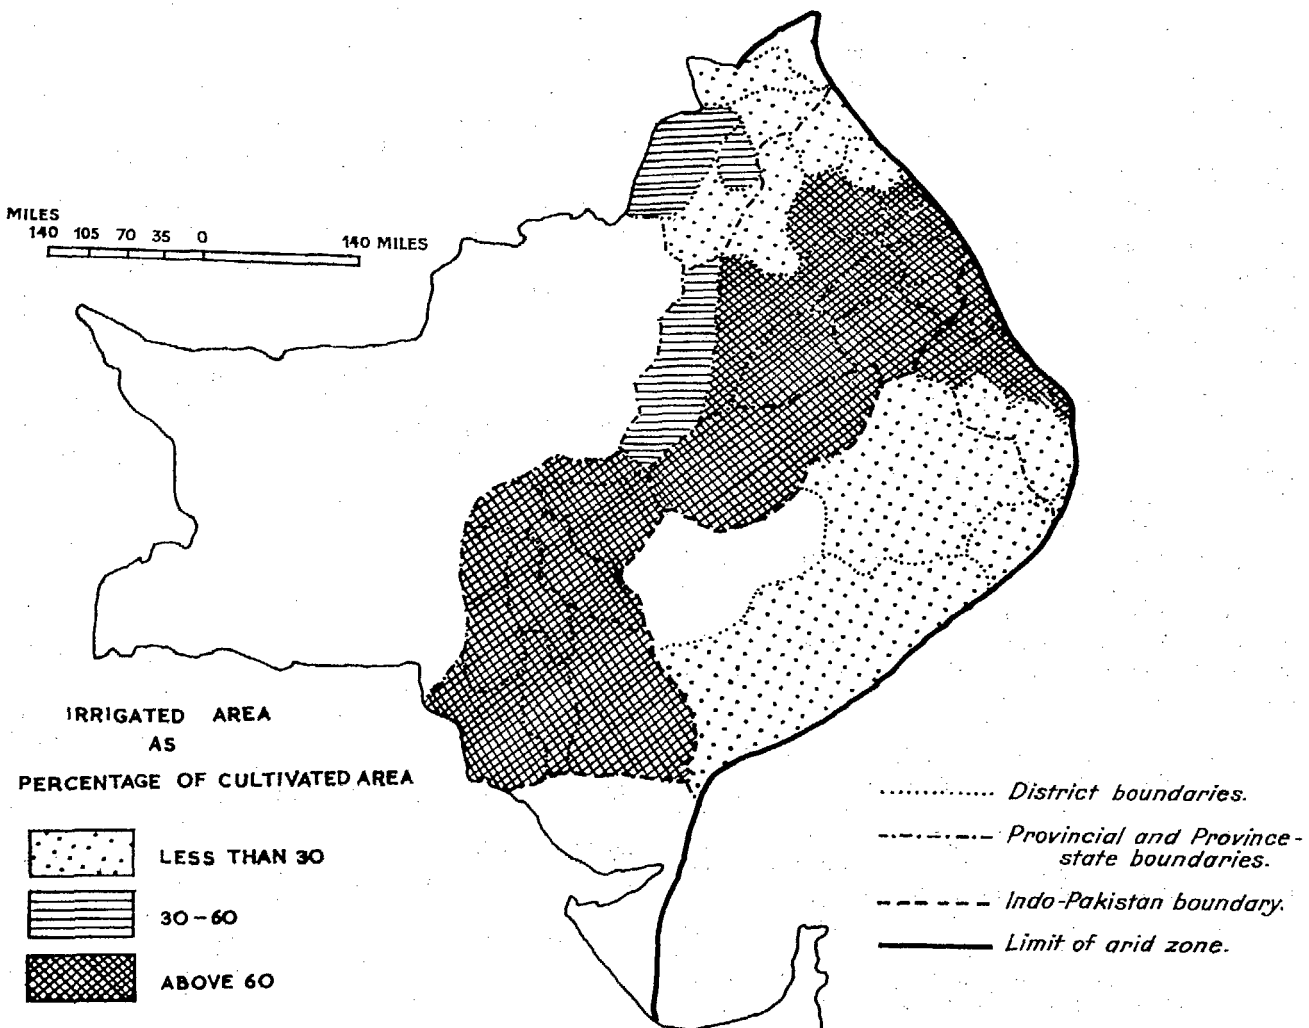 MILES
140 105 70 35 0 140 MILES
IRRIGATED AREA
AS
PERCENTAGE OF CULTIVATED AREA
LESS THAN 30
30-60
ABOVE 60
District boundaries.
Provincial and Province-
state boundaries.
Indo-Pakistan boundary.
Limit of arid zone.